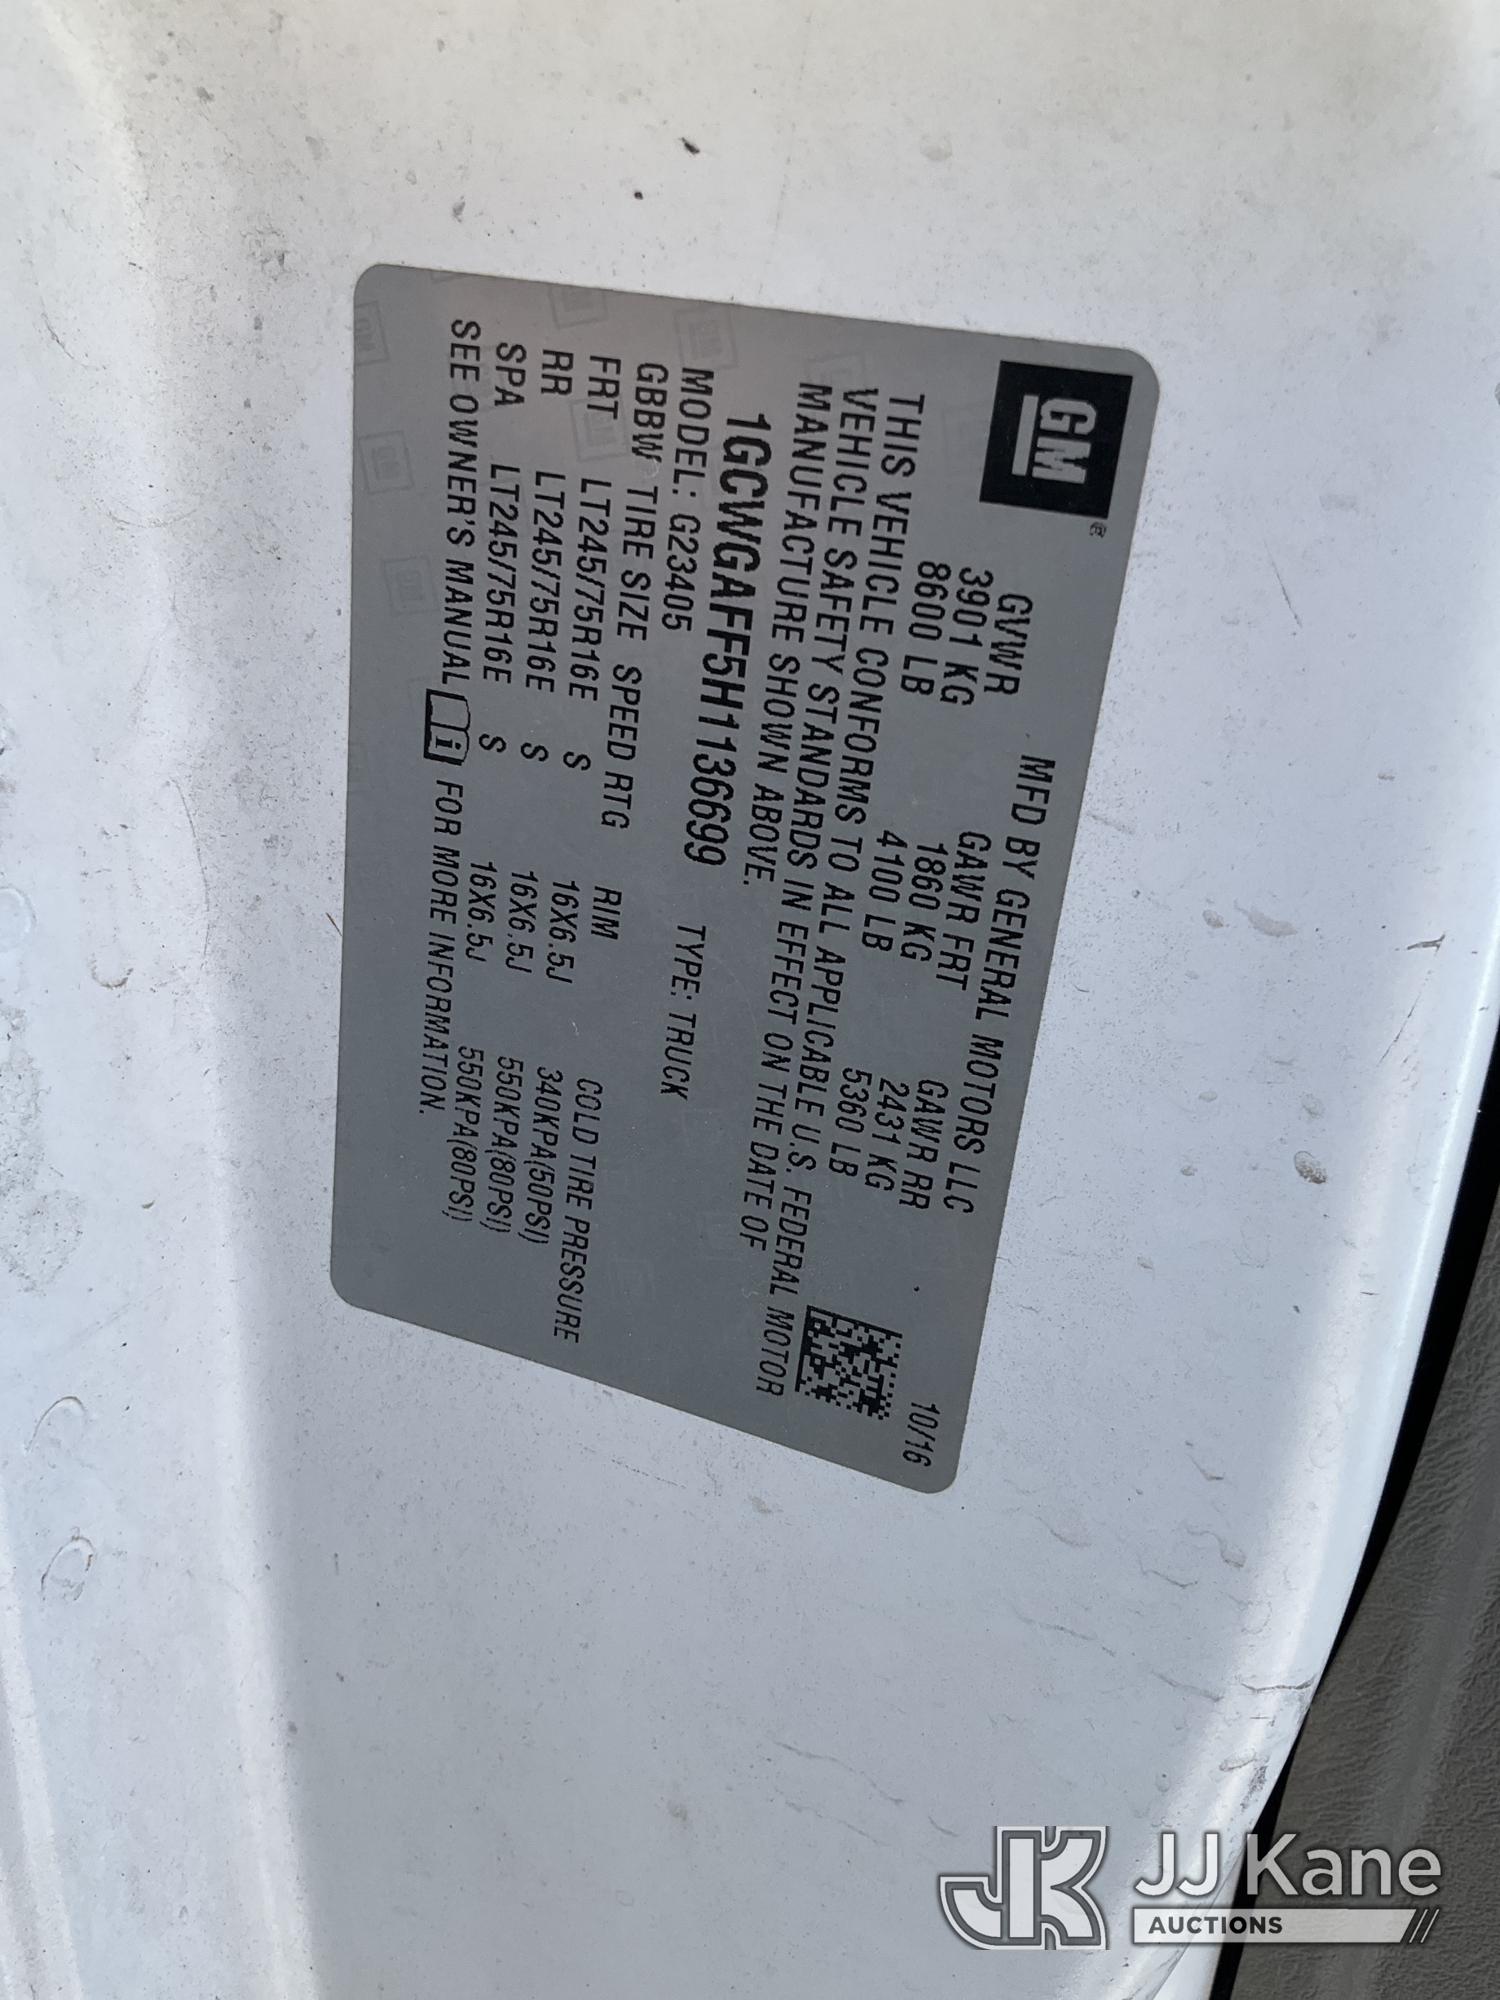 GM®
MFD BY GENERAL MOTORS LLC 10/16
GVWR GAWR FRT GAWR RR
3901 KG 1860 KG 2431 KG
8600 LB 4100 LB 5360 LB
THIS VEHICLE CONFORMS TO ALL APPLICABLE U.S. FEDERAL MOTOR
VEHICLE SAFETY STANDARDS IN EFFECT ON THE DATE OF
MANUFACTURE SHOWN ABOVE.
1GCWGAFF5H1136699 TYPE: TRUCK
MODEL: G23405
GBBW TIRE SIZE SPEED RTG RIM COLD TIRE PRESSURE
FRT LT245/75R16E S 16X6.5J 340KPA(50PSI)
RR LT245/75R16E S 16X6.5J 550KPA(80PSI)
SPA LT245/75R16E S 16X6.5J 550KPA(80PSI)
SEE OWNER'S MANUAL i FOR MORE INFORMATION.
JK JJ Kane
AUCTIONS